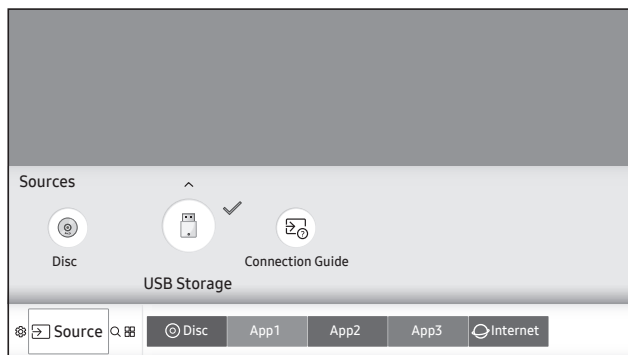 Sources
Disc
Connection Guide
USB Storage
Source
Disc
App1
App2
App3
Internet